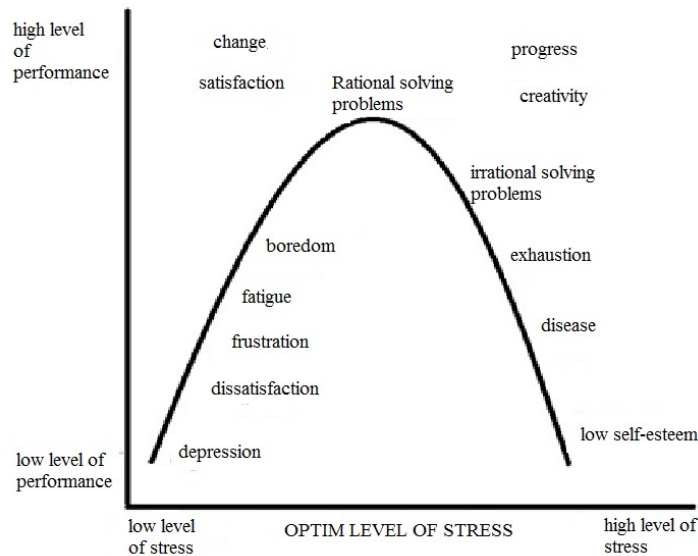 high level
of
performance
change
progress
satisfaction
Rational solving
problems
creativity
irrational solving
problems
boredom
exhaustion
fatigue
disease
frustration
dissatisfaction
low self-esteem
depression
low level of
performance
low level
of stress
OPTIM LEVEL OF STRESS
high level of
stress